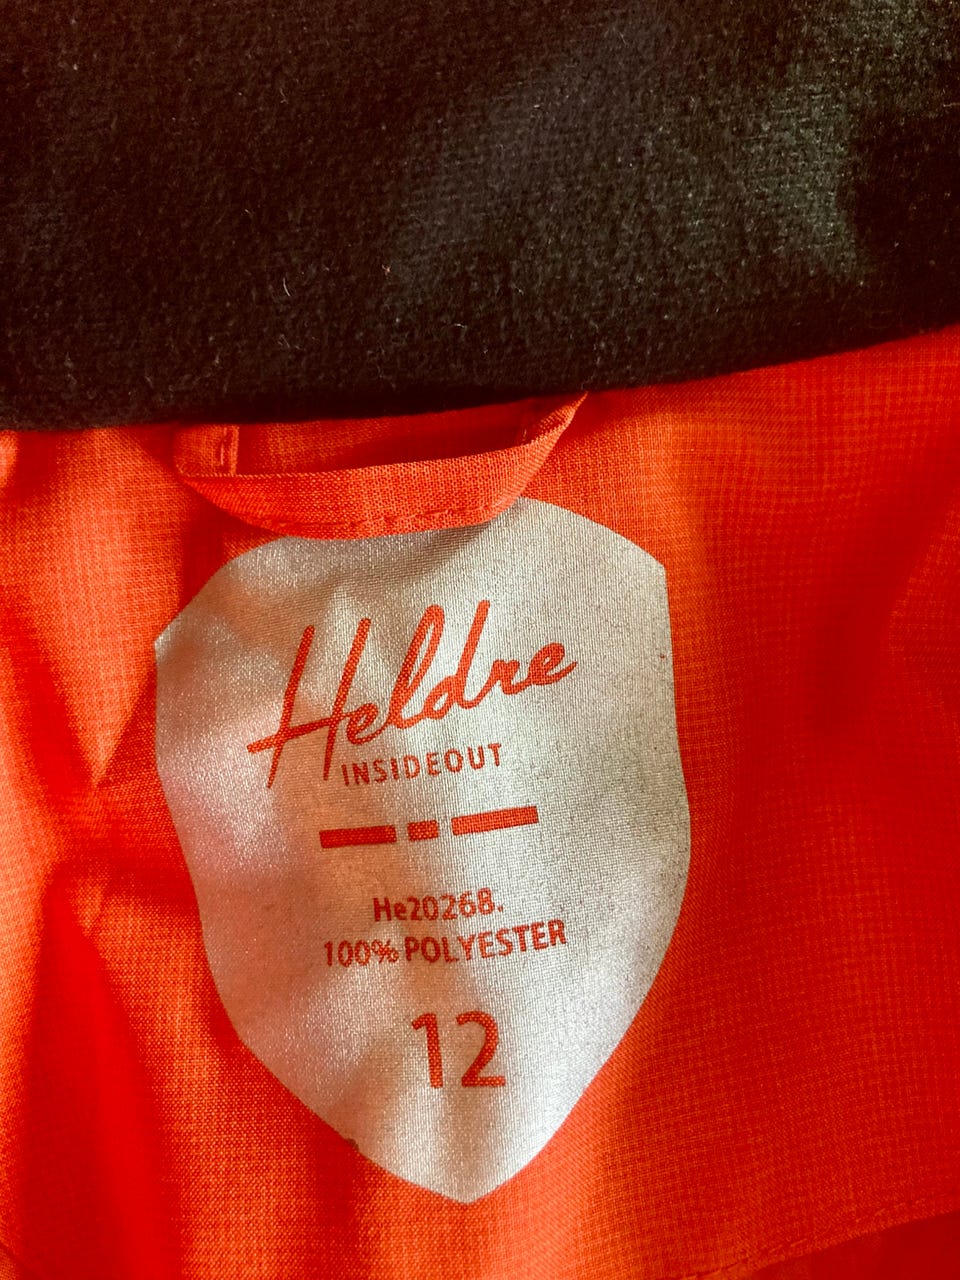 Heldre
INSIDEOUT
He20268.
100% POLYESTER
12